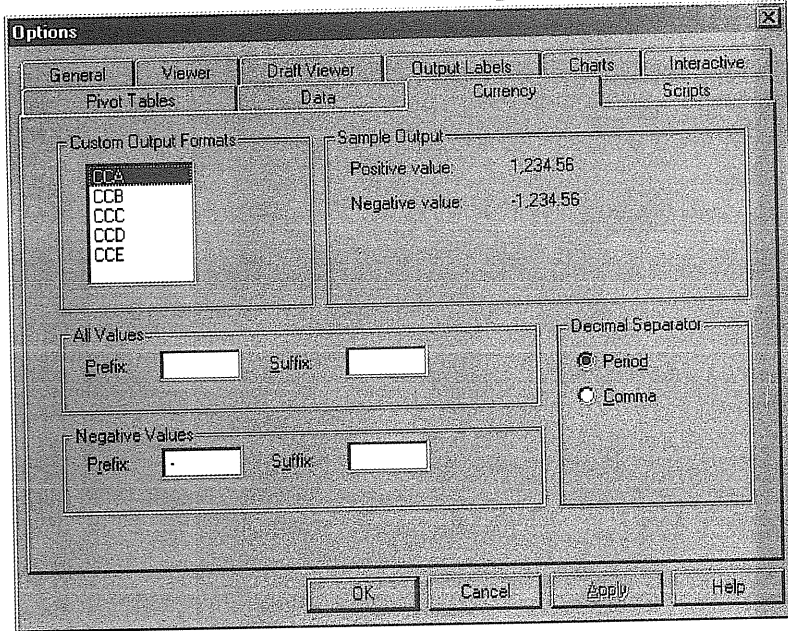 Options
General Viewer Draft Viewer Output Labels Charts Interactive
Pivot Tables Data Currency Scripts
Custom Output Formats
CCA
CCB
CCC
CCD
CCE
Sample Output
Positive value: 1,234.56
Negative value: -1,234.56
All Values
Prefix: Suffix:
Negative Values
Prefix: - Suffix:
Decimal Separator
Period
Comma
OK Cancel Apply Help